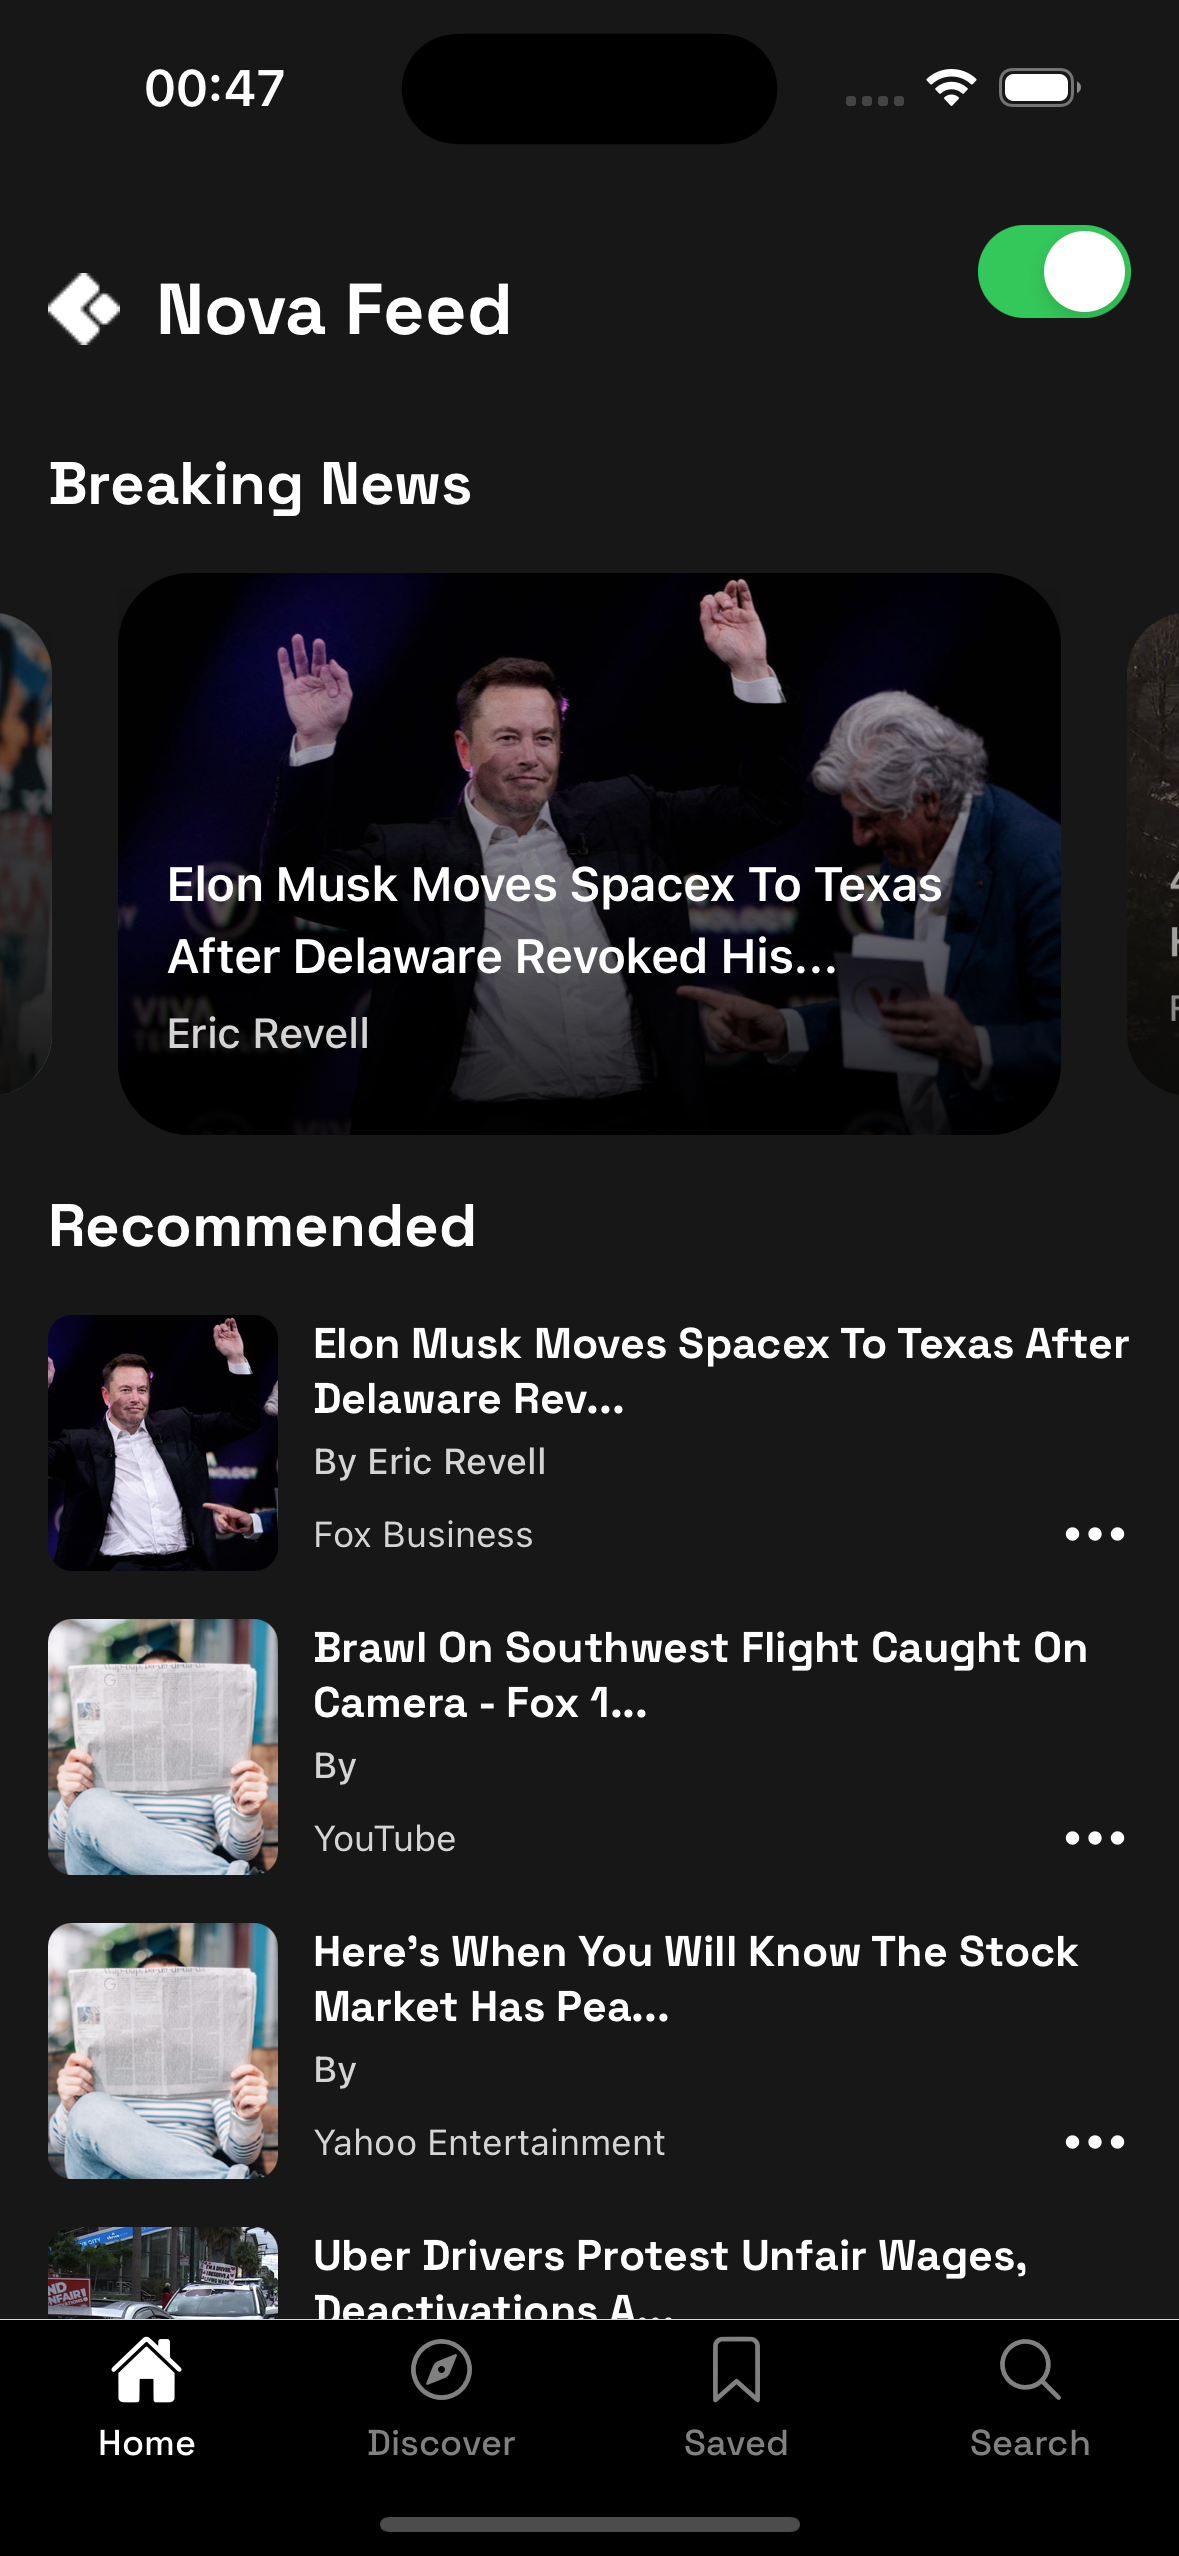 00:47
Nova Feed
Breaking News
Elon Musk Moves Spacex To Texas
After Delaware Revoked His...
Eric Revell
Recommended
Elon Musk Moves Spacex To Texas After
Delaware Rev...
By Eric Revell
Fox Business
Brawl On Southwest Flight Caught On
Camera - Fox 1...
By
YouTube
Here's When You Will Know The Stock
Market Has Pea...
By
Yahoo Entertainment
Uber Drivers Protest Unfair Wages,
Deactivations A...
Home
Discover
Saved
Search